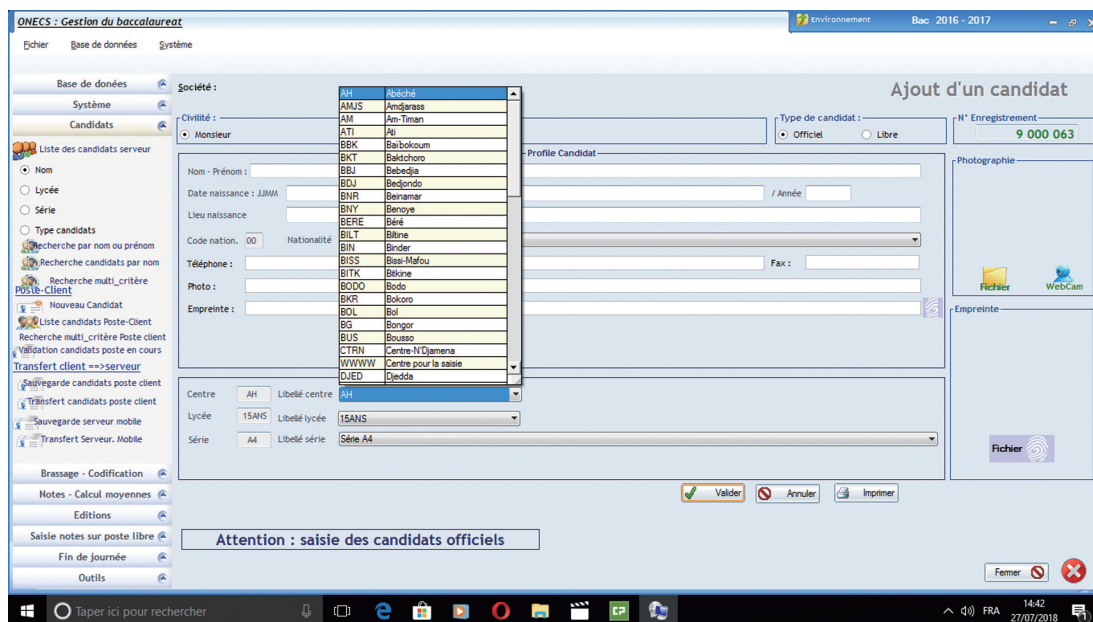 ONECS : Gestion du baccalaureat
Environnement
Bac 2016 - 2017
Fichier Base de données Système
Base de donées
Système
Candidats
Liste des candidats serveur
Nom
Lycée
Série
Type candidats
Recherche par nom ou prénom
Recherche candidats par nom
Recherche multi_critère
Poste-Client
Nouveau Candidat
Liste candidats Poste-Client
Recherche multi_critère Poste client
Validation candidats poste en cours
Transfert client ==>serveur
Sauvegarde candidats poste client
Transfert candidats poste client
Sauvegarde serveur mobile
Transfert Serveur. Mobile
Brassage - Codification
Notes - Calcul moyennes
Editions
Saisie notes sur poste libre
Fin de journée
Outils
Société :
Ajout d'un candidat
Civilité :
Monsieur
Type de candidat :
Officiel Libre
N° Enregistrement
9 000 063
Profile Candidat
Nom - Prénom :
Date naissance : JJMM
/ Année
Lieu naissance
Code nation. 00 Nationalité
Téléphone :
Fax :
Photo :
Empreinte :
AH Abéché
AMJS Amdjarass
AM Am-Timan
ATI Ati
BBK Baïbokoum
BKT Baktchoro
BBJ Bebedjia
BDJ Bedjondo
BNR Beinamar
BNY Benoye
BERE Béré
BILT Biltine
BIN Binder
BISS Bissi-Mafou
BITK Bitkine
BODO Bodo
BKR Bokoro
BOL Bol
BG Bongor
BUS Bousso
CTRN Centre-N'Djamena
WWWW Centre pour la saisie
DJED Djedda
Photographie
Fichier WebCam
Empreinte
Fichier
Centre AH Libellé centre AH
Lycée 15ANS Libellé lycée 15ANS
Série A4 Libellé série Série A4
Valider Annuler Imprimer
Attention : saisie des candidats officiels
Fermer
Taper ici pour rechercher
FRA
14:42
27/07/2018